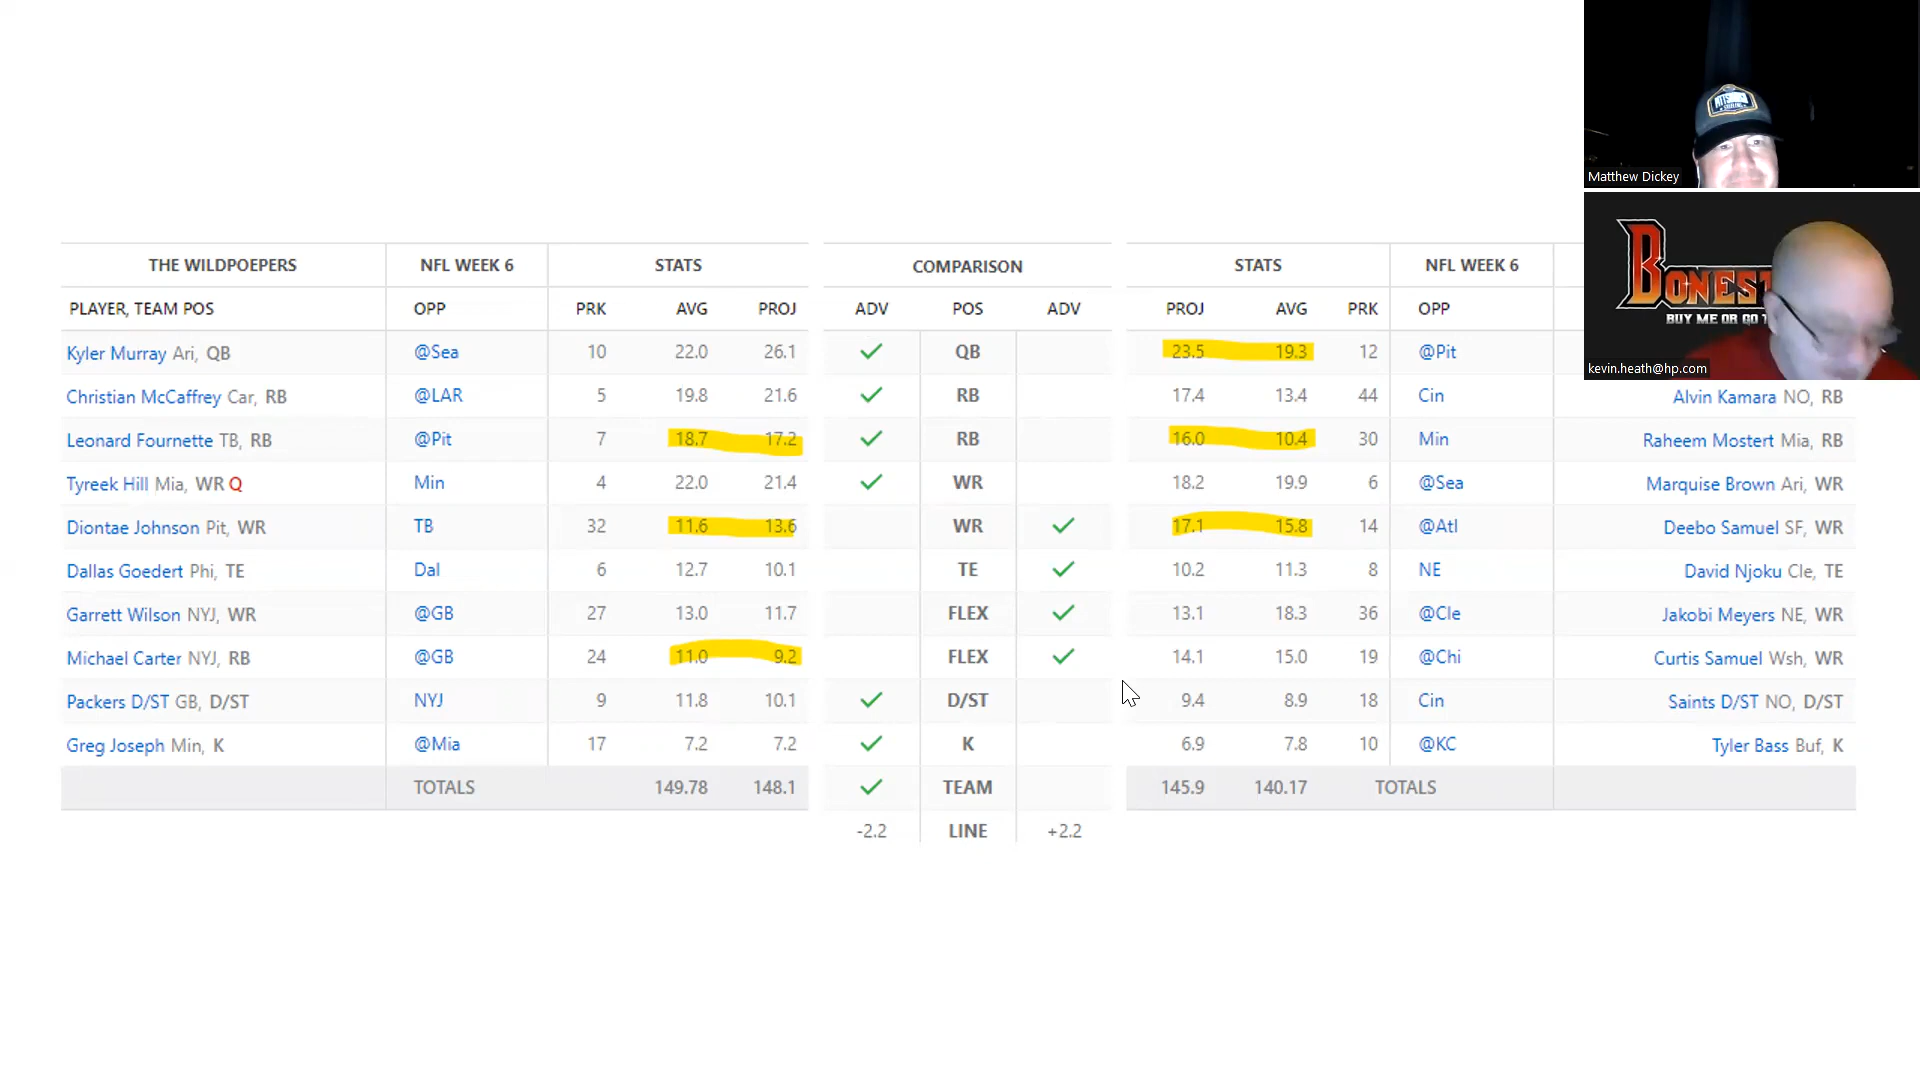 PITTSBURGH
Matthew Dickey
BONES
BUY ME OR GO
kevin.heath@hp.com
THE WILDPOEPERS NFL WEEK 6 STATS COMPARISON STATS NFL WEEK 6
PLAYER, TEAM POS OPP PRK AVG PROJ ADV POS ADV PROJ AVG PRK OPP
Kyler Murray Ari, QB @Sea 10 22.0 26.1 ✓ QB 23.5 19.3 12 @Pit
Christian McCaffrey Car, RB @LAR 5 19.8 21.6 ✓ RB 17.4 13.4 44 Cin Alvin Kamara NO, RB
Leonard Fournette TB, RB @Pit 7 18.7 17.2 ✓ RB 16.0 10.4 30 Min Raheem Mostert Mia, RB
Tyreek Hill Mia, WR Q Min 4 22.0 21.4 ✓ WR 18.2 19.9 6 @Sea Marquise Brown Ari, WR
Diontae Johnson Pit, WR TB 32 11.6 13.6 WR ✓ 17.1 15.8 14 @Atl Deebo Samuel SF, WR
Dallas Goedert Phi, TE Dal 6 12.7 10.1 TE ✓ 10.2 11.3 8 NE David Njoku Cle, TE
Garrett Wilson NYJ, WR @GB 27 13.0 11.7 FLEX ✓ 13.1 18.3 36 @Cle Jakobi Meyers NE, WR
Michael Carter NYJ, RB @GB 24 11.0 9.2 FLEX ✓ 14.1 15.0 19 @Chi Curtis Samuel Wsh, WR
Packers D/ST GB, D/ST NYJ 9 11.8 10.1 ✓ D/ST 9.4 8.9 18 Cin Saints D/ST NO, D/ST
Greg Joseph Min, K @Mia 17 7.2 7.2 ✓ K 6.9 7.8 10 @KC Tyler Bass Buf, K
TOTALS 149.78 148.1 ✓ TEAM 145.9 140.17 TOTALS
-2.2 LINE +2.2